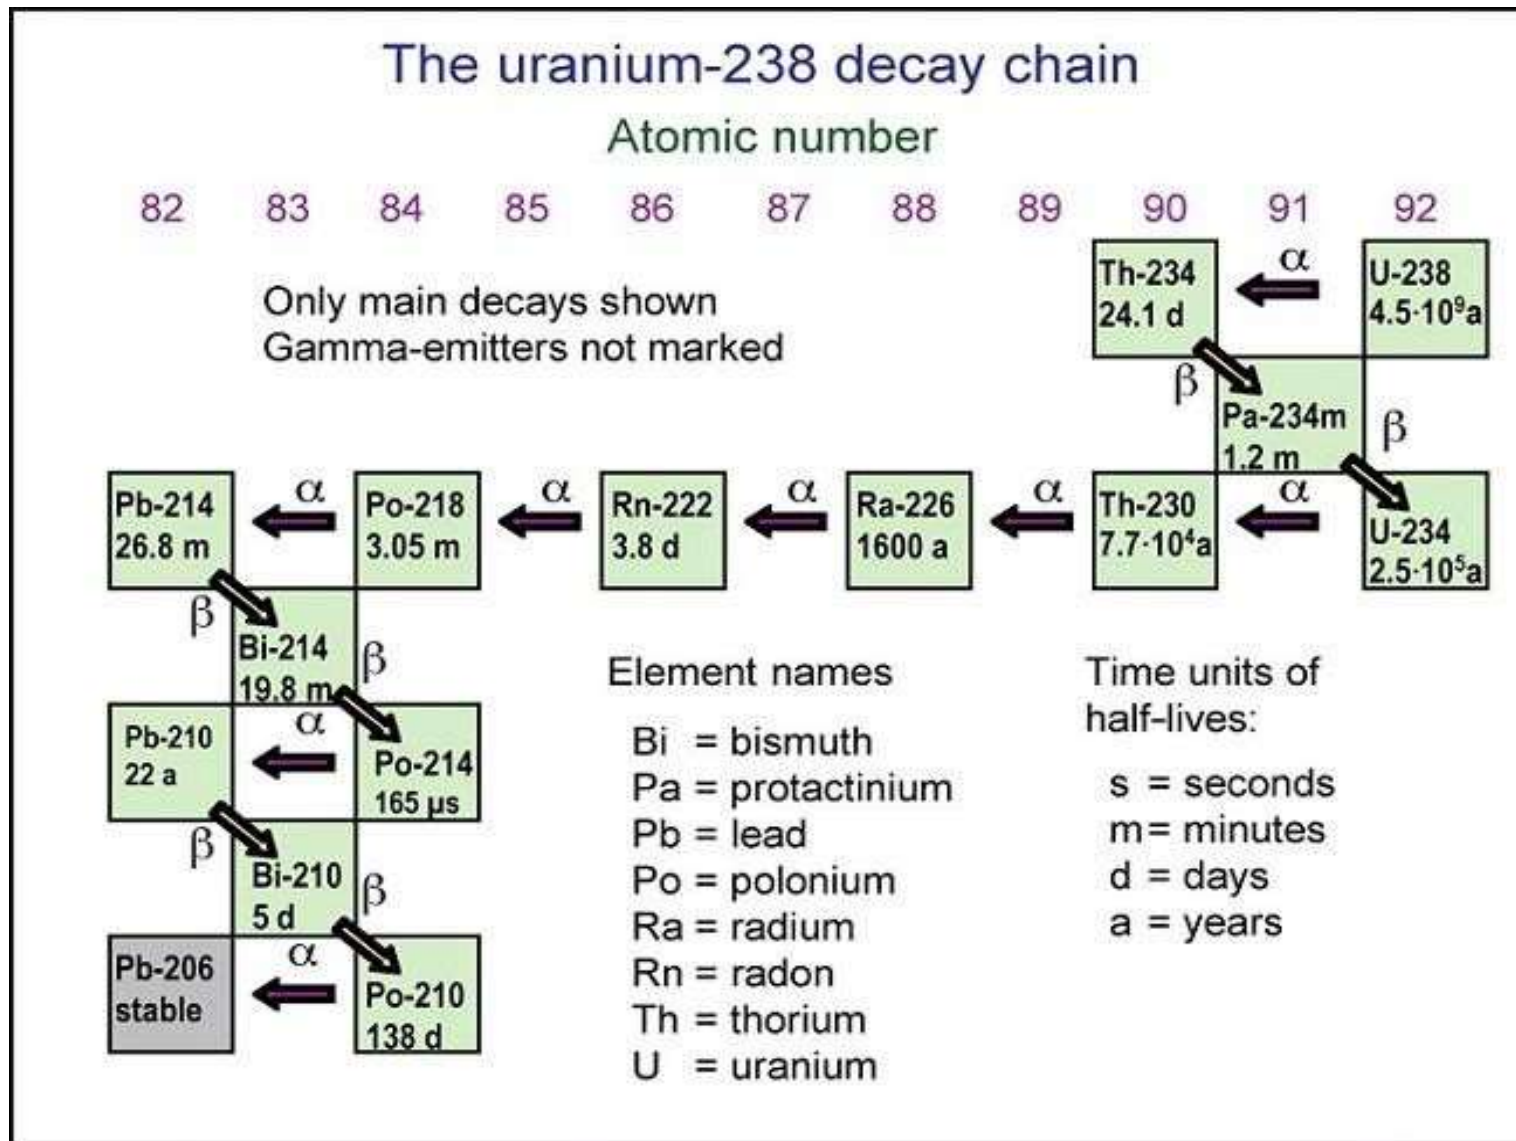 The uranium-238 decay chain
Atomic number
82 83 84 85 86 87 88 89 90 91 92
Only main decays shown
Gamma-emitters not marked
Th-234
24.1 d
α
U-238
4.5·10⁹a
β
Pa-234m
1.2 m
β
Pb-214
26.8 m
α
Po-218
3.05 m
α
Rn-222
3.8 d
α
Ra-226
1600 a
α
Th-230
7.7·10⁴a
α
U-234
2.5·10⁵a
β
Bi-214
19.8 m
β
Pb-210
22 a
α
Po-214
165 µs
β
Bi-210
5 d
β
Pb-206
stable
α
Po-210
138 d
Element names
Bi = bismuth
Pa = protactinium
Pb = lead
Po = polonium
Ra = radium
Rn = radon
Th = thorium
U = uranium
Time units of
half-lives:
s = seconds
m= minutes
d = days
a = years